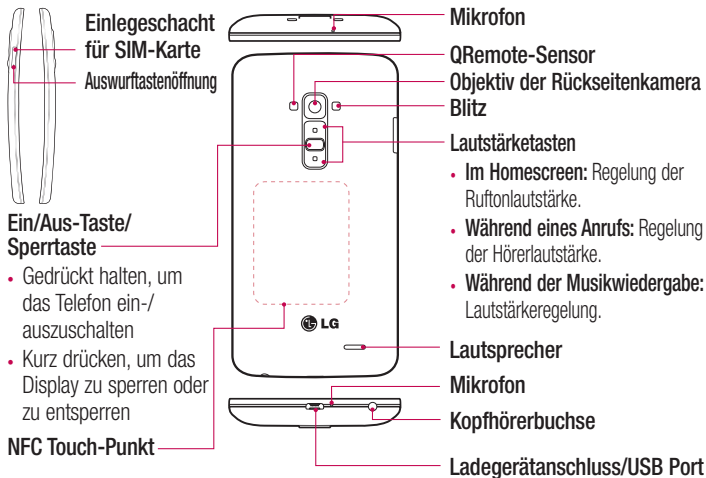 Einlegeschacht
für SIM-Karte
Auswurftastenöffnung
Ein/Aus-Taste/
Sperrtaste
• Gedrückt halten, um
das Telefon ein-/
auszuschalten
• Kurz drücken, um das
Display zu sperren oder
zu entsperren
NFC Touch-Punkt
LG
Mikrofon
QRemote-Sensor
Objektiv der Rückseitenkamera
Blitz
Lautstärketasten
• Im Homescreen: Regelung der
Ruftonlautstärke.
• Während eines Anrufs: Regelung
der Hörerlautstärke.
• Während der Musikwiedergabe:
Lautstärkeregelung.
Lautsprecher
Mikrofon
Kopfhörerbuchse
Ladegerätanschluss/USB Port